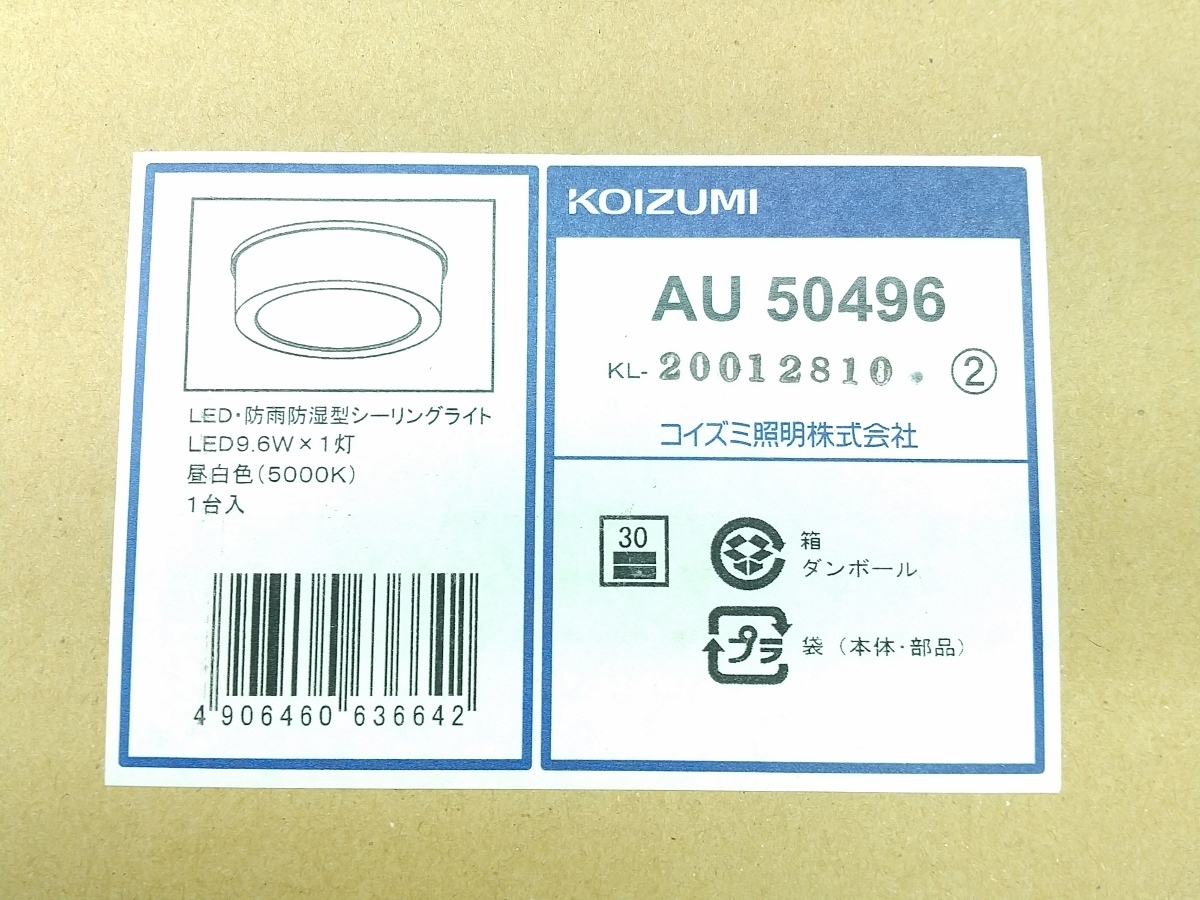 LED・防雨防湿型シーリングライト
LED9.6W×1灯
昼白色(5000K)
1台入
4 906460 636642
KOIZUMI
AU 50496
KL-20012810. ②
コイズミ照明株式会社
30
箱
ダンボール
プラ 袋(本体・部品)